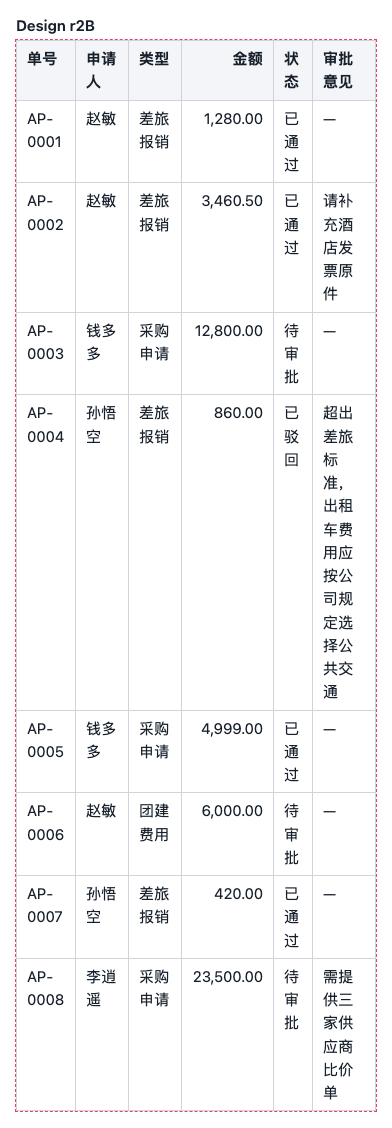 Design r2B
单号 申请人 类型 金额 状态 审批意见
AP-0001 赵敏 差旅报销 1,280.00 已通过 —
AP-0002 赵敏 差旅报销 3,460.50 已通过 请补充酒店发票原件
AP-0003 钱多多 采购申请 12,800.00 待审批 —
AP-0004 孙悟空 差旅报销 860.00 已驳回 超出差旅标准，出租车费用应按公司规定选择公共交通
AP-0005 钱多多 采购申请 4,999.00 已通过 —
AP-0006 赵敏 团建费用 6,000.00 待审批 —
AP-0007 孙悟空 差旅报销 420.00 已通过 —
AP-0008 李逍遥 采购申请 23,500.00 待审批 需提供三家供应商比价单